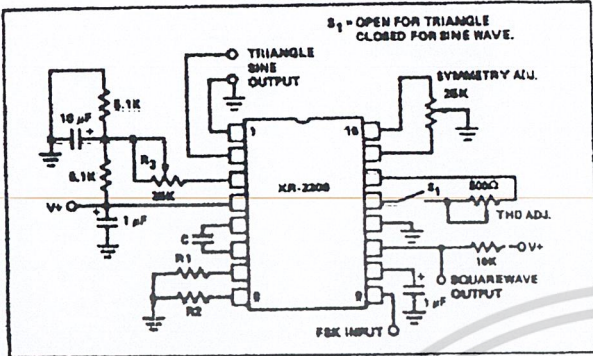 S1 = OPEN FOR TRIANGLE
CLOSED FOR SINE WAVE.
TRIANGLE
SINE
OUTPUT
SYMMETRY ADJ.
25K
5.1K
10 µF
+
1
16
R3
25K
XR-2206
S1
500Ω
THD ADJ.
5.1K
V+
+
1 µF
C
10K
V+
R1
SQUAREWAVE
OUTPUT
+
1 µF
R2
8
9
FSK INPUT